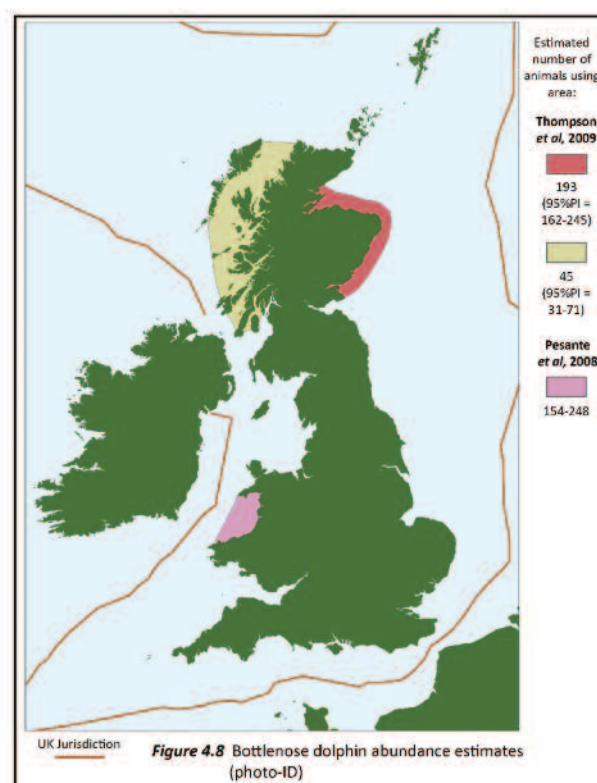 Estimated
number of
animals using
area:
Thompson
et al, 2009
193
(95%PI =
162-245)
45
(95%PI =
31-71)
Pesante
et al, 2008
154-248
UK Jurisdiction
Figure 4.8 Bottlenose dolphin abundance estimates
(photo-ID)